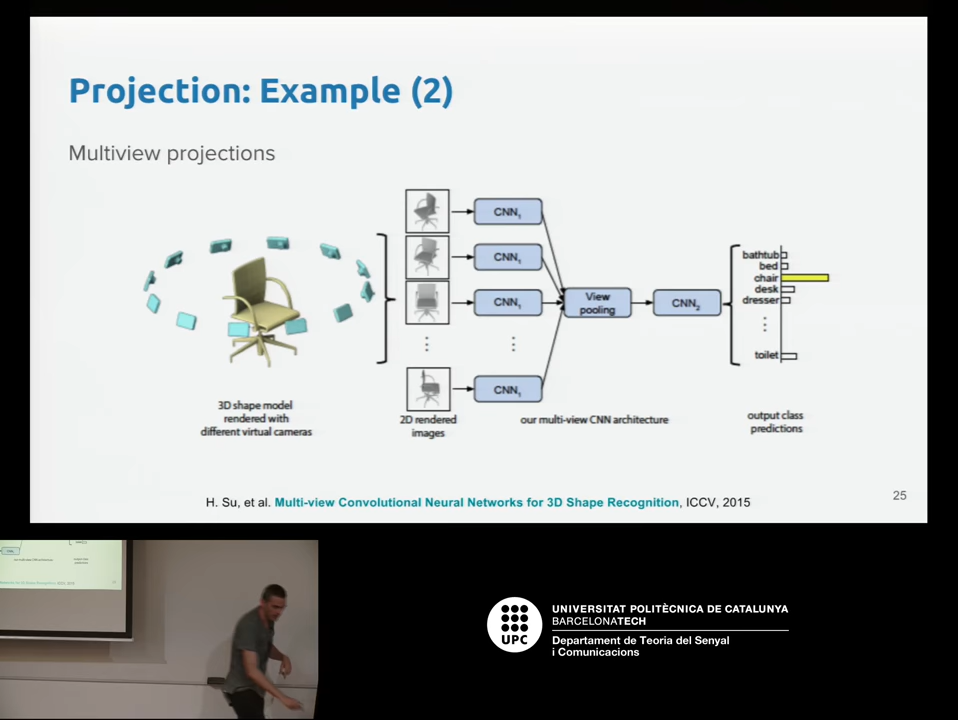 Projection: Example (2)
Multiview projections
CNN₁
CNN₁
CNN₁
CNN₁
View
pooling
CNN₂
bathtub
bed
chair
desk
dresser
toilet
3D shape model
rendered with
different virtual cameras
2D rendered
images
our multi-view CNN architecture
output class
predictions
H. Su, et al. Multi-view Convolutional Neural Networks for 3D Shape Recognition, ICCV, 2015
25
UPC
UNIVERSITAT POLITÈCNICA DE CATALUNYA
BARCELONATECH
Departament de Teoria del Senyal
i Comunicacions